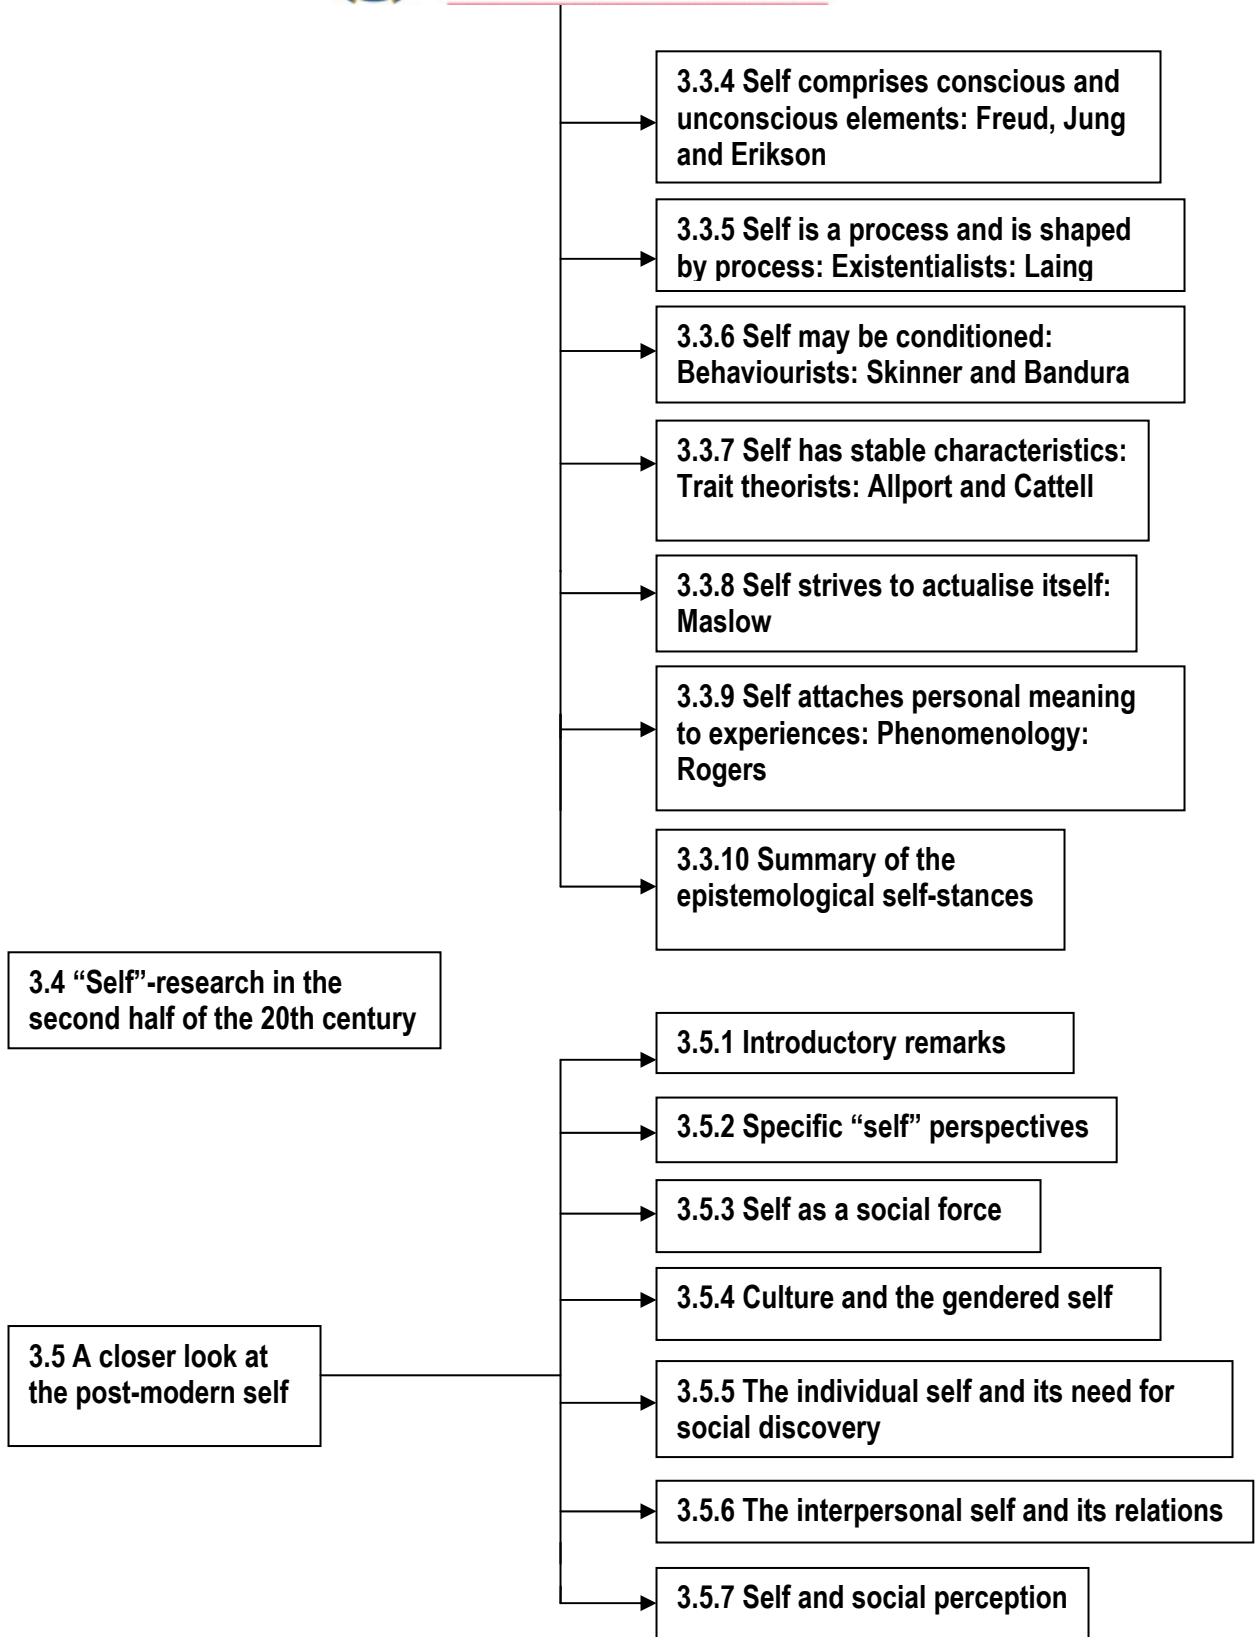 3.3.4 Self comprises conscious and
unconscious elements: Freud, Jung
and Erikson
3.3.5 Self is a process and is shaped
by process: Existentialists: Laing
3.3.6 Self may be conditioned:
Behaviourists: Skinner and Bandura
3.3.7 Self has stable characteristics:
Trait theorists: Allport and Cattell
3.3.8 Self strives to actualise itself:
Maslow
3.3.9 Self attaches personal meaning
to experiences: Phenomenology:
Rogers
3.3.10 Summary of the
epistemological self-stances
3.4 “Self”-research in the
second half of the 20th century
3.5 A closer look at
the post-modern self
3.5.1 Introductory remarks
3.5.2 Specific “self” perspectives
3.5.3 Self as a social force
3.5.4 Culture and the gendered self
3.5.5 The individual self and its need for
social discovery
3.5.6 The interpersonal self and its relations
3.5.7 Self and social perception